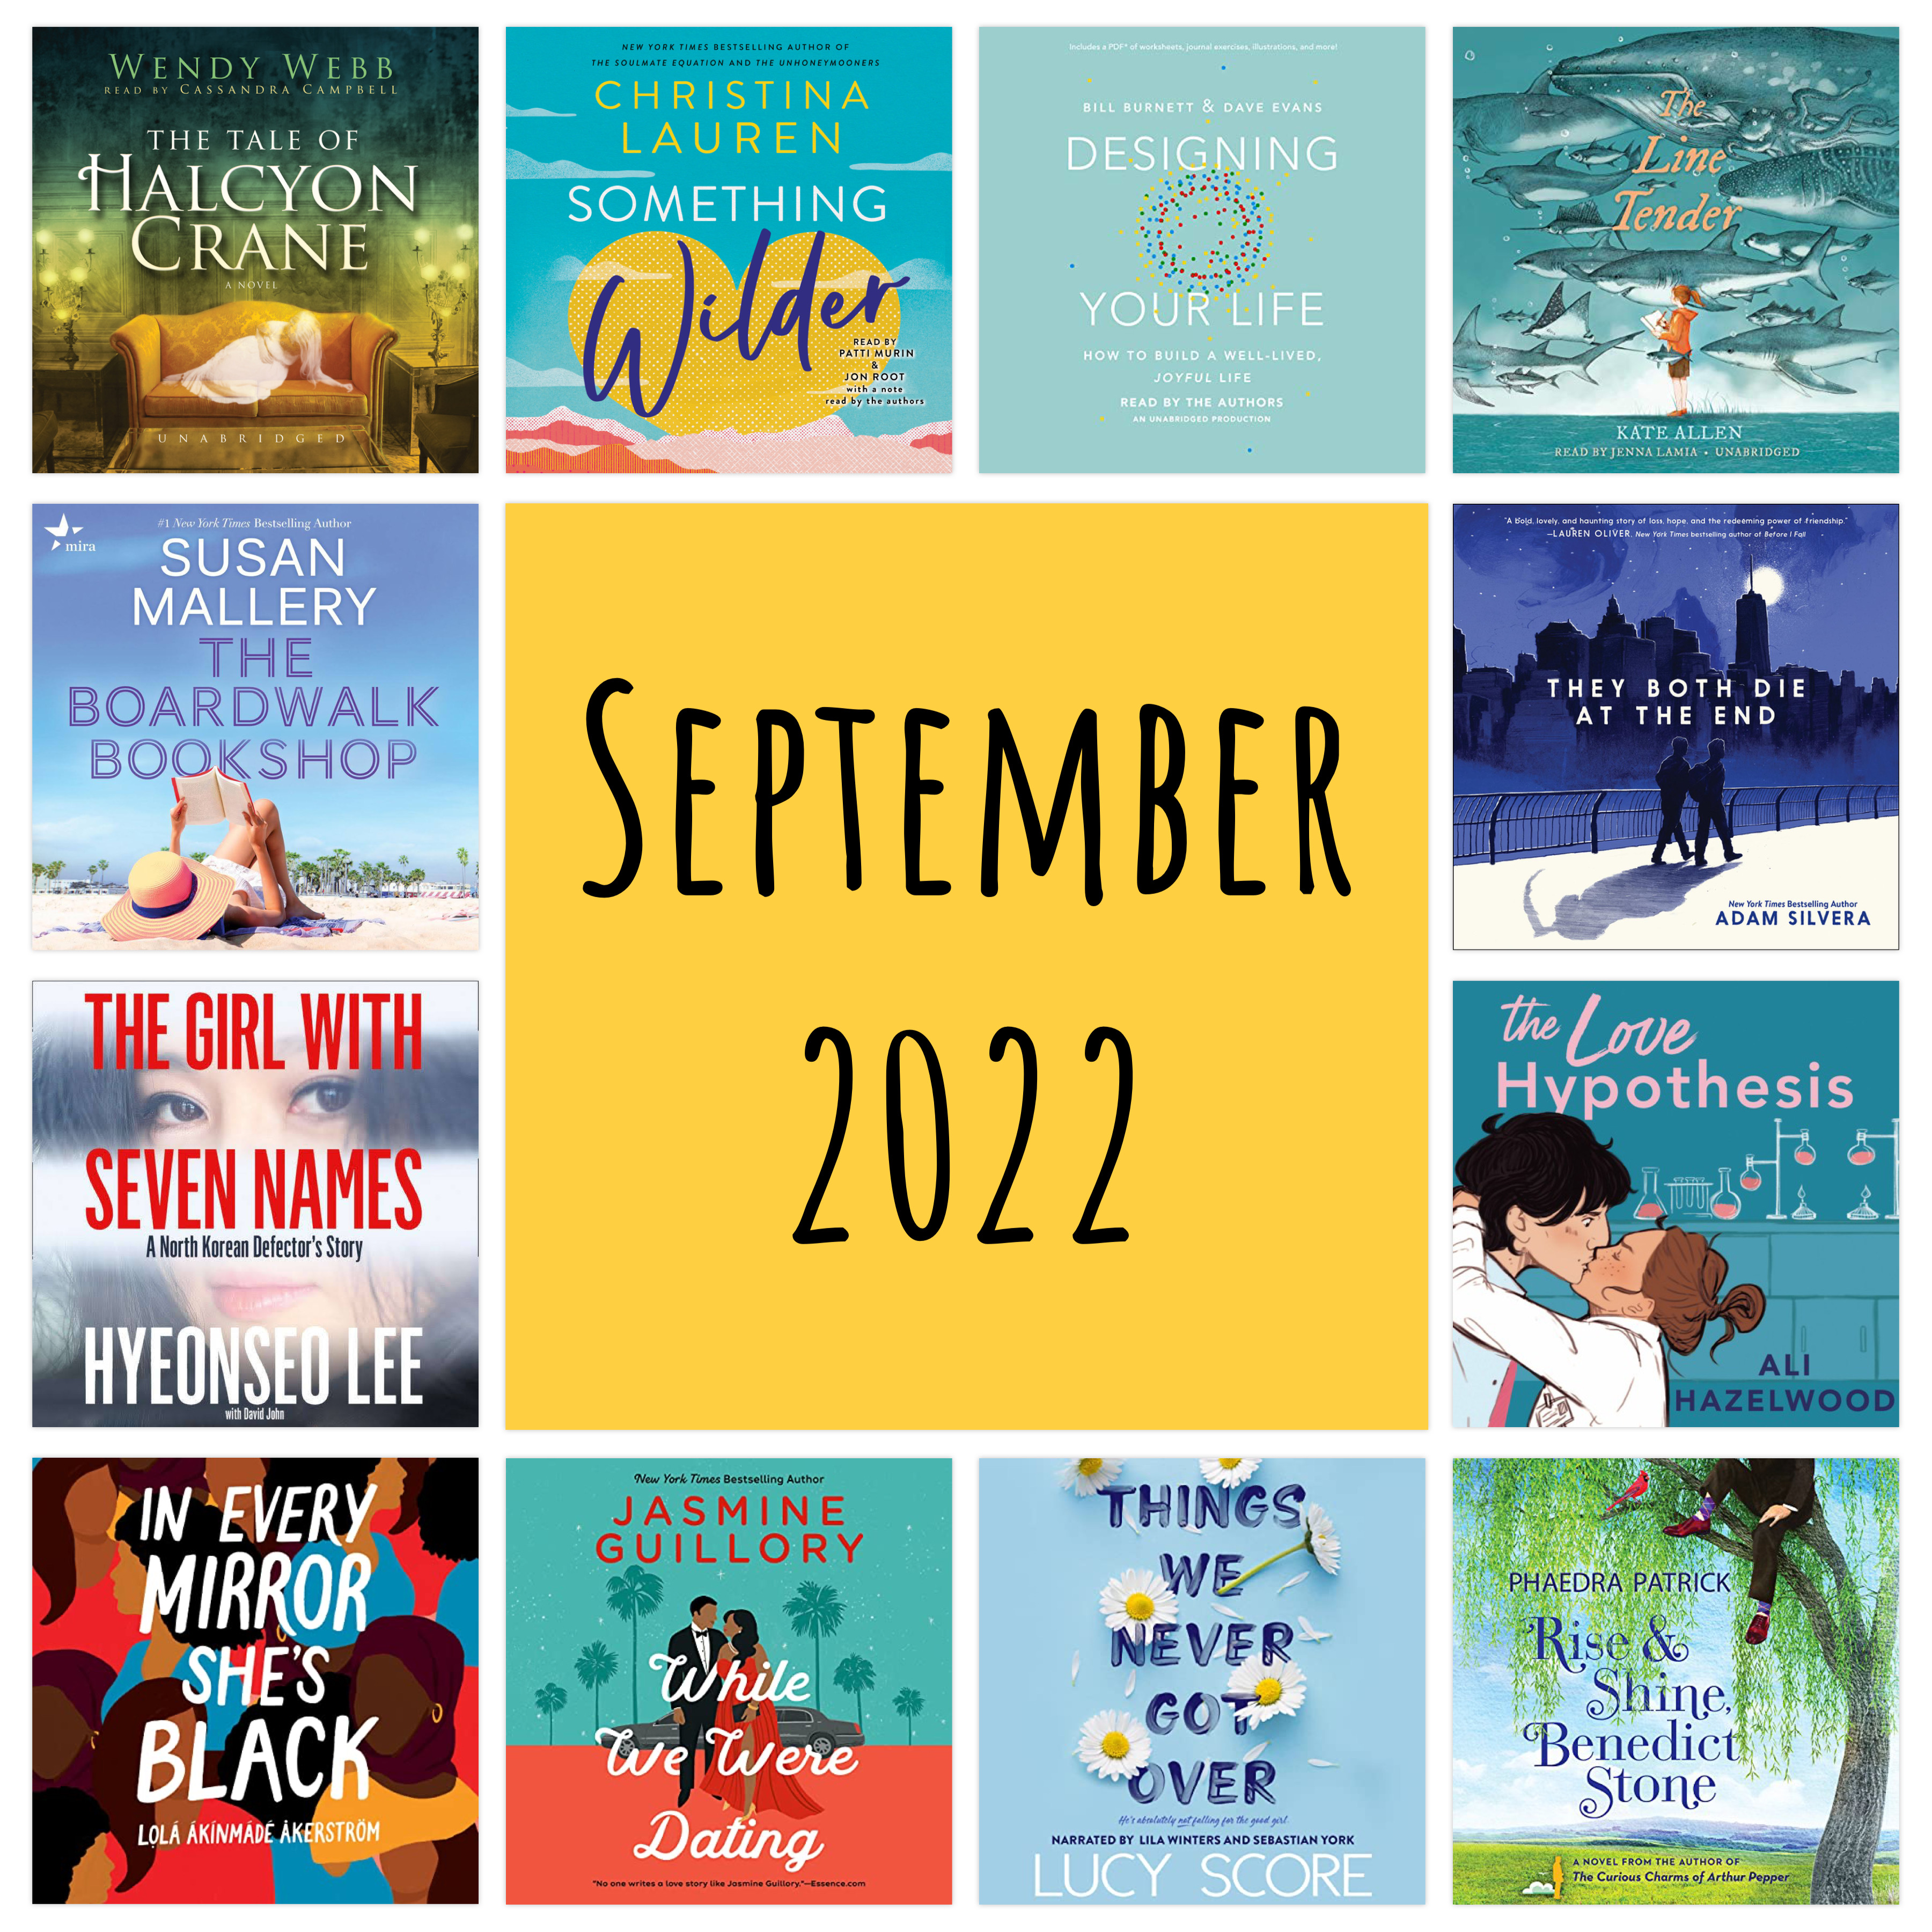 WENDY WEBB
READ BY CASSANDRA CAMPBELL
THE TALE OF
HALCYON
CRANE
A NOVEL
UNABRIDGED
NEW YORK TIMES BESTSELLING AUTHOR OF
THE SOULMATE EQUATION AND THE UNHONEYMOONERS
CHRISTINA
LAUREN
SOMETHING
Wilder
READ BY
PATTI MURIN
&
JON ROOT
with a note
read by the authors
Includes a PDF* of worksheets, journal exercises, illustrations, and more!
BILL BURNETT & DAVE EVANS
DESIGNING
YOUR LIFE
HOW TO BUILD A WELL-LIVED,
JOYFUL LIFE
READ BY THE AUTHORS
AN UNABRIDGED PRODUCTION
The
Line
Tender
KATE ALLEN
READ BY JENNA LAMIA • UNABRIDGED
mira
#1 New York Times Bestselling Author
SUSAN
MALLERY
THE
BOARDWALK
BOOKSHOP
SEPTEMBER
2022
"A bold, lovely, and haunting story of loss, hope, and the redeeming power of friendship."
—LAUREN OLIVER, New York Times bestselling author of Before I Fall
THEY BOTH DIE
AT THE END
New York Times Bestselling Author
ADAM SILVERA
THE GIRL WITH
SEVEN NAMES
A North Korean Defector's Story
HYEONSEO LEE
with David John
the Love
Hypothesis
ALI
HAZELWOOD
IN EVERY
MIRROR
SHE'S
BLACK
LỌLÁ ÁKÍNMÁDÉ ÅKERSTRÖM
New York Times Bestselling Author
JASMINE
GUILLORY
While
We Were
Dating
"No one writes a love story like Jasmine Guillory."—Essence.com
THINGS
WE
NEVER
GOT
OVER
He's absolutely not falling for the good girl.
NARRATED BY LILA WINTERS AND SEBASTIAN YORK
LUCY SCORE
PHAEDRA PATRICK
Rise &
Shine,
Benedict
Stone
A NOVEL FROM THE AUTHOR OF
The Curious Charms of Arthur Pepper